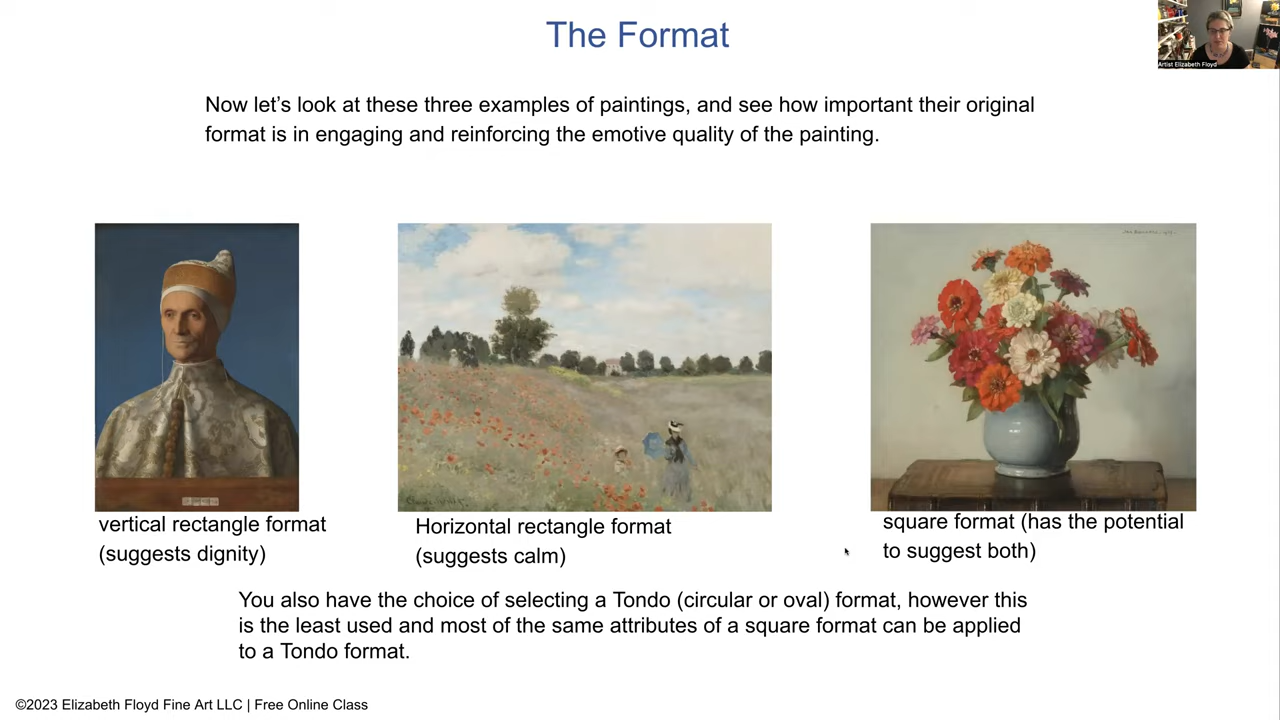 The Format
Artist Elizabeth Floyd
Now let's look at these three examples of paintings, and see how important their original
format is in engaging and reinforcing the emotive quality of the painting.
vertical rectangle format
(suggests dignity)
Horizontal rectangle format
(suggests calm)
square format (has the potential
to suggest both)
You also have the choice of selecting a Tondo (circular or oval) format, however this
is the least used and most of the same attributes of a square format can be applied
to a Tondo format.
©2023 Elizabeth Floyd Fine Art LLC | Free Online Class